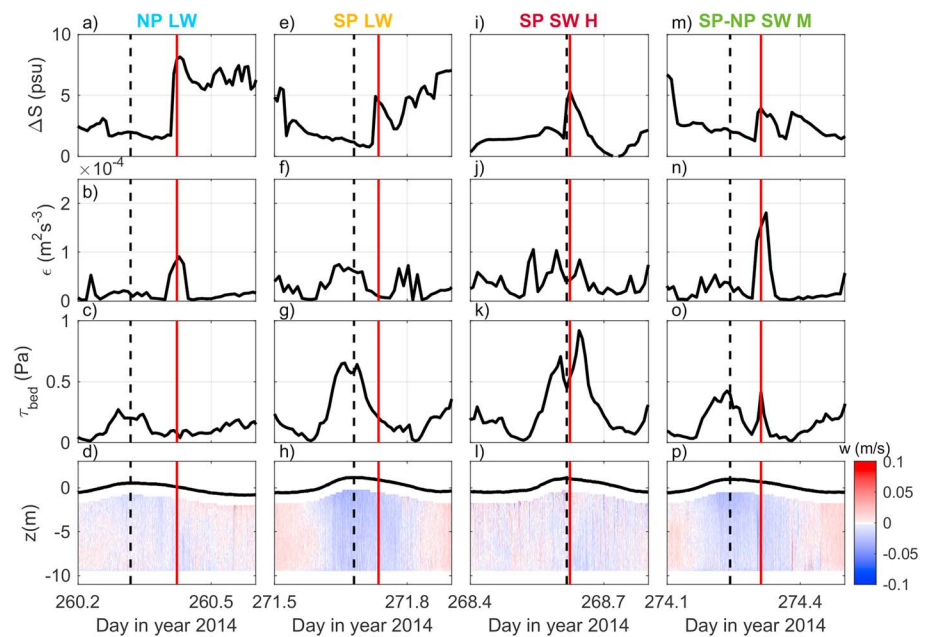 a) NP LW e) SP LW i) SP SW H m) SP-NP SW M
10
5
0
ΔS (psu)
×10⁻⁴
b) f) j) n)
2
1
0
ϵ (m²s⁻³)
c) g) k) o)
1
0.5
0
τbed (Pa)
d) h) l) p) w (m/s)
0
-5
-10
z(m)
0.1
0.05
0
-0.05
-0.1
260.2 260.5 271.5 271.8 268.4 268.7 274.1 274.4
Day in year 2014 Day in year 2014 Day in year 2014 Day in year 2014